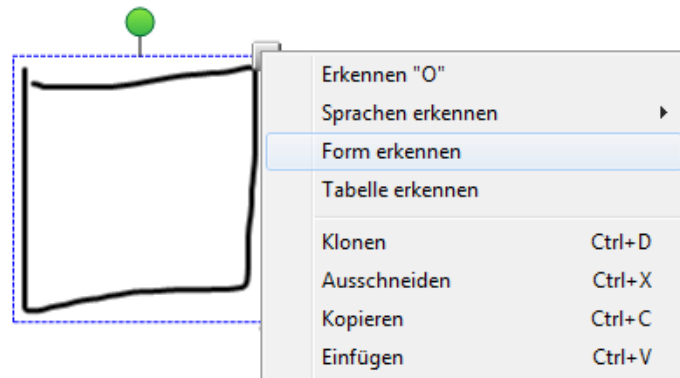 Erkennen "O"
Sprachen erkennen
Form erkennen
Tabelle erkennen
Klonen Ctrl+D
Ausschneiden Ctrl+X
Kopieren Ctrl+C
Einfügen Ctrl+V